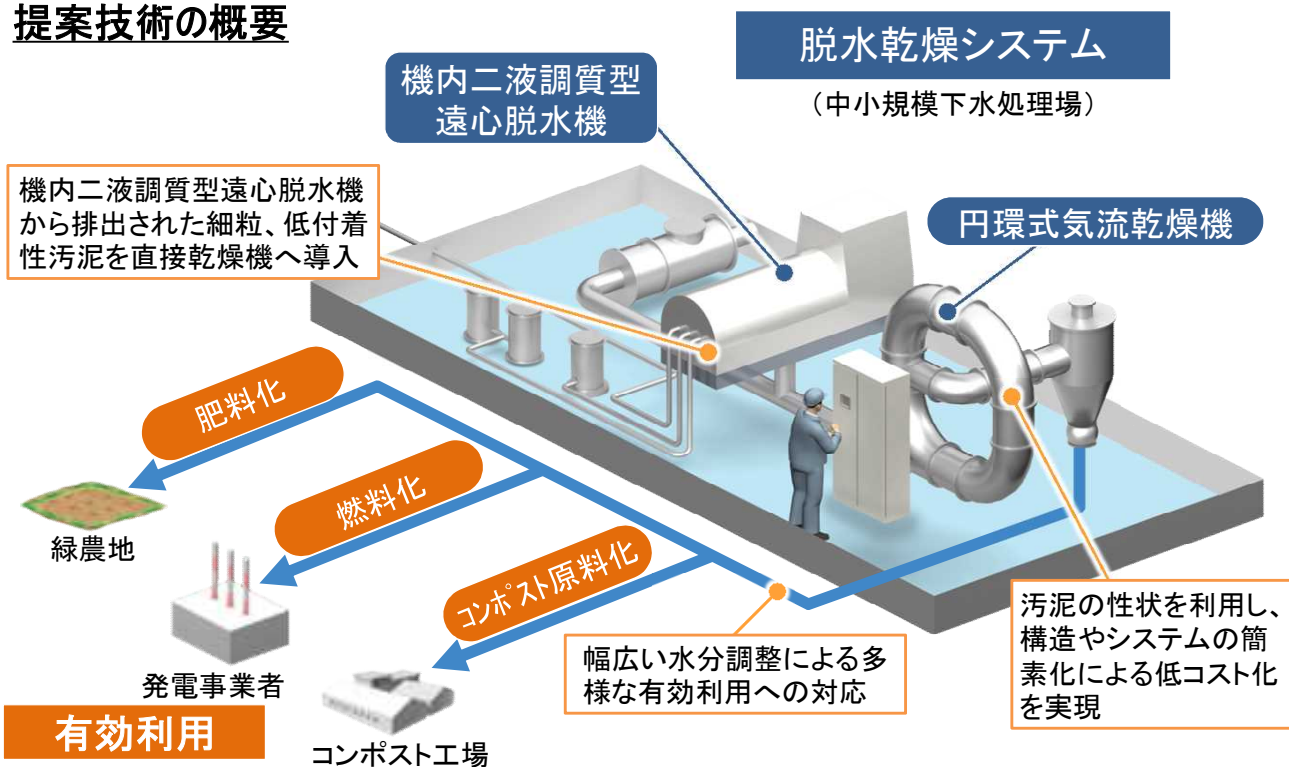 提案技術の概要
脱水乾燥システム
（中小規模下水処理場）
機内二液調質型
遠心脱水機
機内二液調質型遠心脱水機
から排出された細粒、低付着
性汚泥を直接乾燥機へ導入
円環式気流乾燥機
肥料化
緑農地
燃料化
発電事業者
コンポスト原料化
コンポスト工場
幅広い水分調整による多
様な有効利用への対応
汚泥の性状を利用し、
構造やシステムの簡
素化による低コスト化
を実現
有効利用